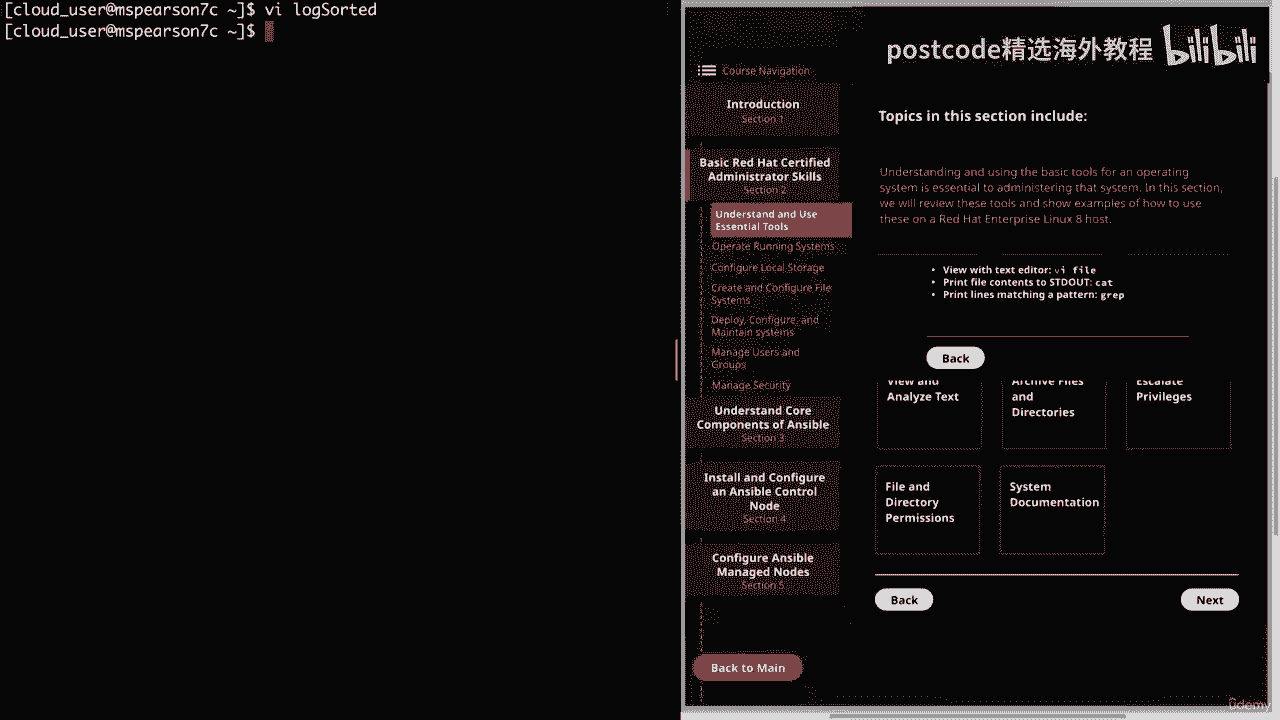 [cloud_user@mspearson7c ~]$ vi logSorted
[cloud_user@mspearson7c ~]$
postcode精选海外教程 bilibili
Course Navigation
Introduction
Section 1
Basic Red Hat Certified
Administrator Skills
Section 2
Understand and Use
Essential Tools
Operate Running Systems
Configure Local Storage
Create and Configure File
Systems
Deploy, Configure, and
Maintain systems
Manage Users and
Groups
Manage Security
Understand Core
Components of Ansible
Section 3
Install and Configure
an Ansible Control
Node
Section 4
Configure Ansible
Managed Nodes
Section 5
Back to Main
Topics in this section include:
Understanding and using the basic tools for an operating
system is essential to administering that system. In this section,
we will review these tools and show examples of how to use
these on a Red Hat Enterprise Linux 8 host.
• View with text editor: vi file
• Print file contents to STDOUT: cat
• Print lines matching a pattern: grep
Back
View and
Analyze Text
Archive Files
and
Directories
Escalate
Privileges
File and
Directory
Permissions
System
Documentation
Back
Next
ûdemy